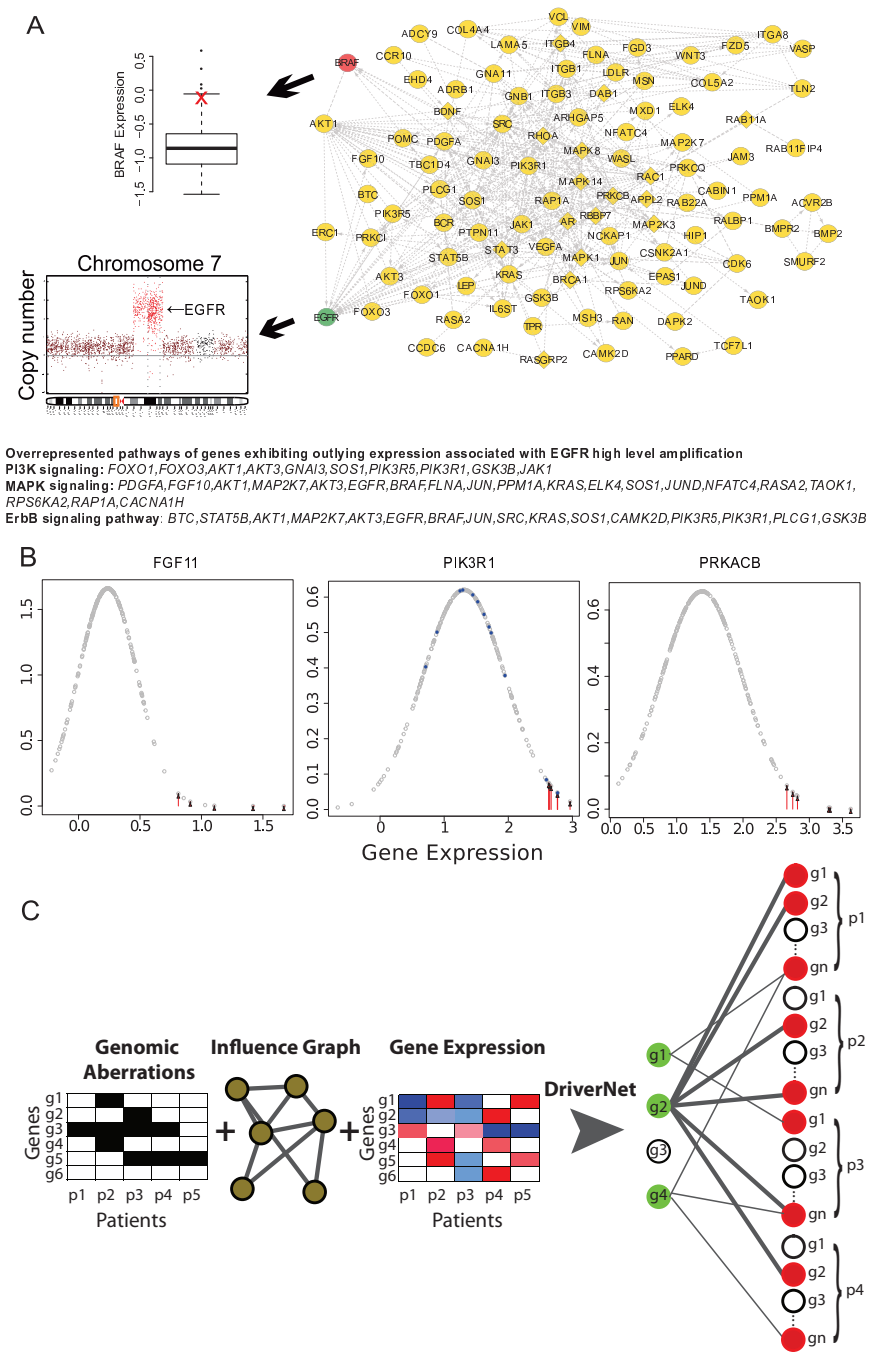 A
VCL
VIM
ADCY9
COL4A4
ITGA8
LAMA5
ITGB4
FGD3
FZD5
VASP
CCR10
FLNA
WNT3
BRAF
ITGB1
LDLR
EHD4
GNA11
MSN
COL5A2
TLN2
ADRB1
GNB1
ITGB3
DAB1
BDNF
MXD1
ELK4
AKT1
SRC
ARHGAP5
RAB11A
RHOA
NFATC4
POMC
PDGFA
MAP2K7
RAB11FIP4
MAPK8
FGF10
TBC1D4
GNAI3
PIK3R1
WASL
JAM3
PRKCQ
RAC1
MAPK14
BTC
PLCG1
CABIN1
SOS1
RAP1A
PRKCB
APPL2
RAB22A
PPM1A
ACVR2B
PIK3R5
BCR
JAK1
AR
RBBP7
MAP2K3
RALBP1
BMPR2
BMP2
ERC1
PRKCI
PTPN11
NCKAP1
HIP1
STAT5B
STAT3
VEGFA
MAPK1
JUN
CSNK2A1
CDK6
SMURF2
AKT3
LEP
KRAS
BRCA1
EPAS1
JUND
FOXO1
GSK3B
RPS6KA2
TAOK1
EGFR
FOXO3
IL6ST
RASA2
TPR
MSH3
RAN
DAPK2
CCDC6
CACNA1H
RASGRP2
CAMK2D
PPARD
TCF7L1
BRAF Expression
0.5
0.0
−0.5
−1.0
−1.5
X
Chromosome 7
Copy number
←EGFR
Overrepresented pathways of genes exhibiting outlying expression associated with EGFR high level amplification
PI3K signaling: FOXO1,FOXO3,AKT1,AKT3,GNAI3,SOS1,PIK3R5,PIK3R1,GSK3B,JAK1
MAPK signaling: PDGFA,FGF10,AKT1,MAP2K7,AKT3,EGFR,BRAF,FLNA,JUN,PPM1A,KRAS,ELK4,SOS1,JUND,NFATC4,RASA2,TAOK1,
RPS6KA2,RAP1A,CACNA1H
ErbB signaling pathway: BTC,STAT5B,AKT1,MAP2K7,AKT3,EGFR,BRAF,JUN,SRC,KRAS,SOS1,CAMK2D,PIK3R5,PIK3R1,PLCG1,GSK3B
B
FGF11
PIK3R1
PRKACB
1.5
1.0
0.5
0.0
0.0 0.5 1.0 1.5
0.6
0.5
0.4
0.3
0.2
0.1
0.0
0 1 2 3
0.6
0.4
0.2
0.0
0.0 0.5 1.0 1.5 2.0 2.5 3.0 3.5
Gene Expression
C
Genomic
Aberrations
Influence Graph
Gene Expression
DriverNet
Genes
g1
g2
g3
g4
g5
g6
p1 p2 p3 p4 p5
Patients
+
+
g1
g2
g3
g4
g5
g6
p1 p2 p3 p4 p5
Patients
g1
g2
g3
g4
g1
g2
g3
gn
p1
g1
g2
g3
gn
p2
g1
g2
g3
gn
p3
g1
g2
g3
gn
p4